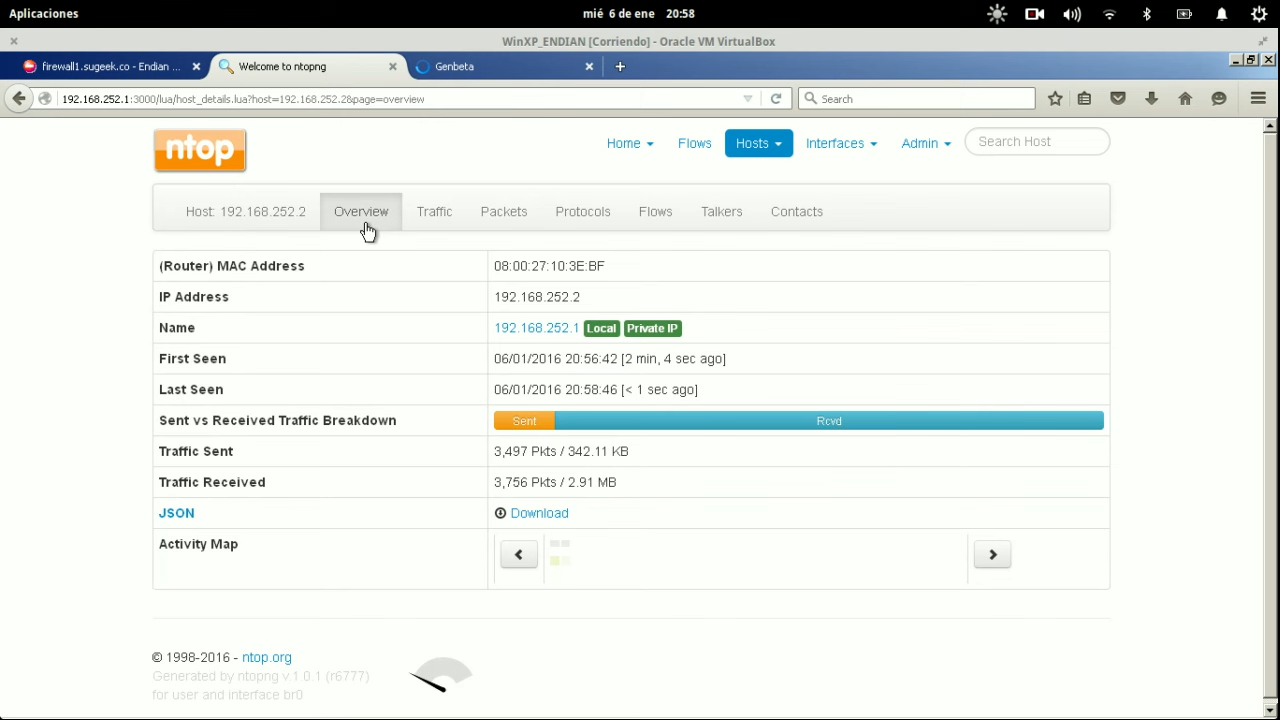 Aplicaciones
mié 6 de ene 20:58
WinXP_ENDIAN [Corriendo] - Oracle VM VirtualBox
firewall1.sugeek.co - Endian ...
Welcome to ntopng
Genbeta
192.168.252.1:3000/lua/host_details.lua?host=192.168.252.2&page=overview
Search
ntop
Home
Flows
Hosts
Interfaces
Admin
Search Host
Host: 192.168.252.2
Overview
Traffic
Packets
Protocols
Flows
Talkers
Contacts
(Router) MAC Address 08:00:27:10:3E:BF
IP Address 192.168.252.2
Name 192.168.252.1 Local Private IP
First Seen 06/01/2016 20:56:42 [2 min, 4 sec ago]
Last Seen 06/01/2016 20:58:46 [< 1 sec ago]
Sent vs Received Traffic Breakdown Sent Rcvd
Traffic Sent 3,497 Pkts / 342.11 KB
Traffic Received 3,756 Pkts / 2.91 MB
JSON Download
Activity Map
© 1998-2016 - ntop.org
Generated by ntopng v.1.0.1 (r6777)
for user and interface br0